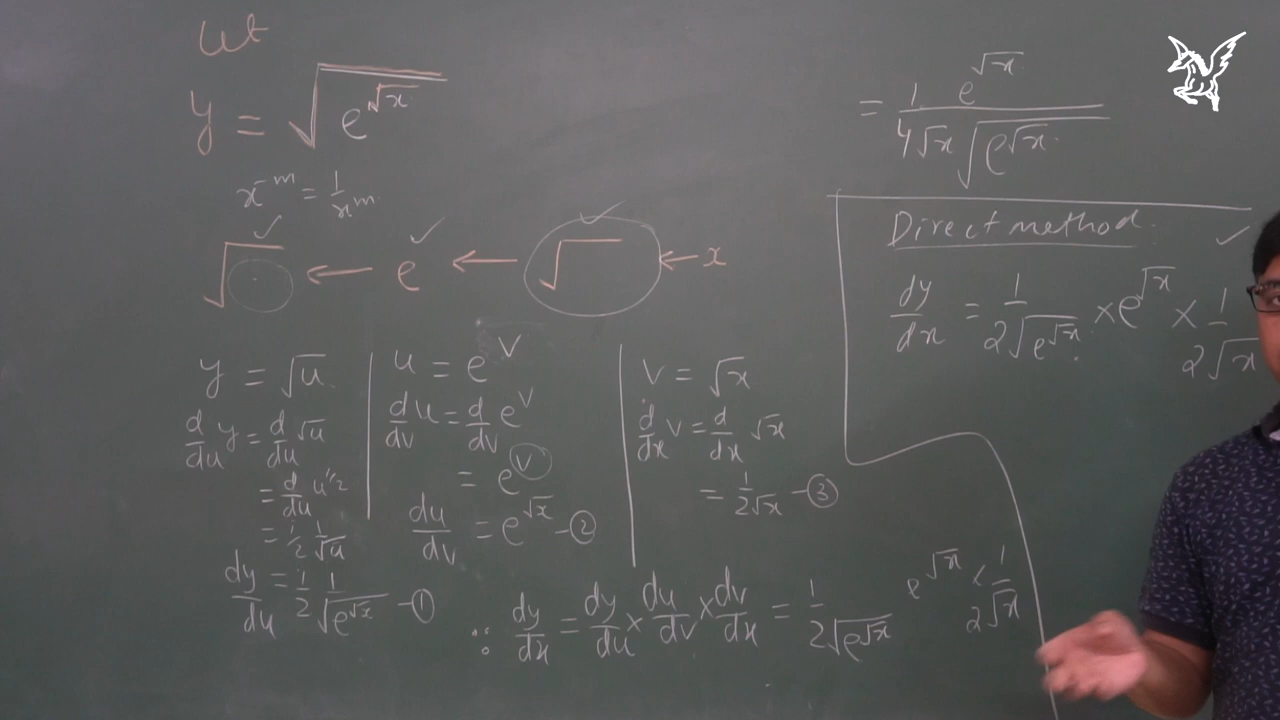 Let
y = √(e^√x)
x^-m = 1/x^m
√ ← e ← √ ← x
y = √u
d/du y = d/du √u
= d/du u^1/2
= 1/2 1/√u
dy/du = 1/2 1/√(e^√x) – ①
u = e^v
d/dv u = d/dv e^v
= e^v
du/dv = e^√x – ②
v = √x
d/dx v = d/dx √x
= 1/2√x – ③
∴ dy/dx = dy/du × du/dv × dv/dx = 1/2√(e^√x) e^√x × 1/2√x
= 1 e^√x / 4√x √(e^√x)
Direct method:
dy/dx = 1/2√(e^√x) × e^√x × 1/2√x